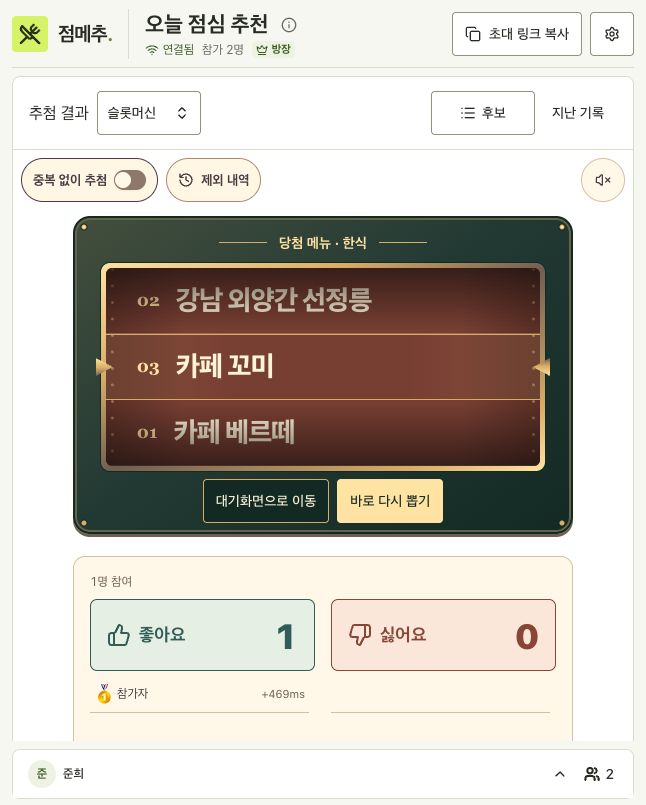 점메추.
오늘 점심 추천
연결됨 참가 2명 방장
초대 링크 복사
추첨 결과
슬롯머신
후보
지난 기록
중복 없이 추첨
제외 내역
당첨 메뉴 · 한식
02 강남 외양간 선정릉
03 카페 꼬미
01 카페 베르떼
대기화면으로 이동
바로 다시 뽑기
1명 참여
좋아요 1
싫어요 0
1 참가자 +469ms
준 준희
2